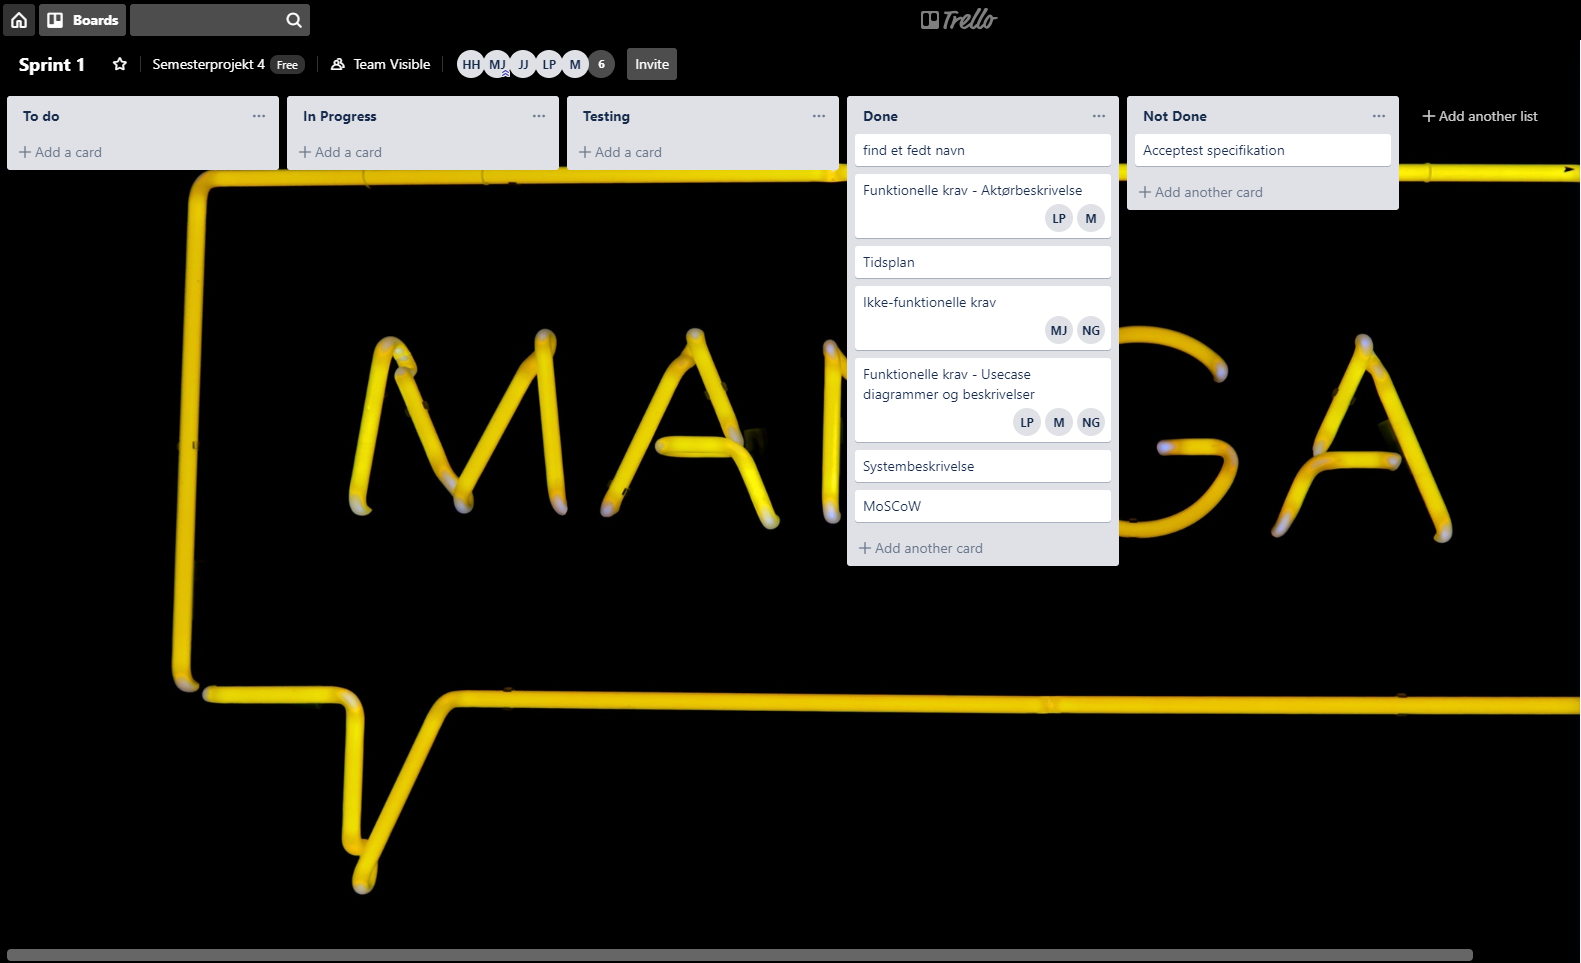 Boards
Trello
Sprint 1
Semesterprojekt 4 Free
Team Visible
HH MJ JJ LP M 6
Invite
To do
Add a card
In Progress
Add a card
Testing
Add a card
Done
find et fedt navn
Funktionelle krav - Aktørbeskrivelse
LP M
Tidsplan
Ikke-funktionelle krav
MJ NG
Funktionelle krav - Usecase
diagrammer og beskrivelser
LP M NG
Systembeskrivelse
MoSCoW
Add another card
Not Done
Acceptest specifikation
Add another card
Add another list
MANGA